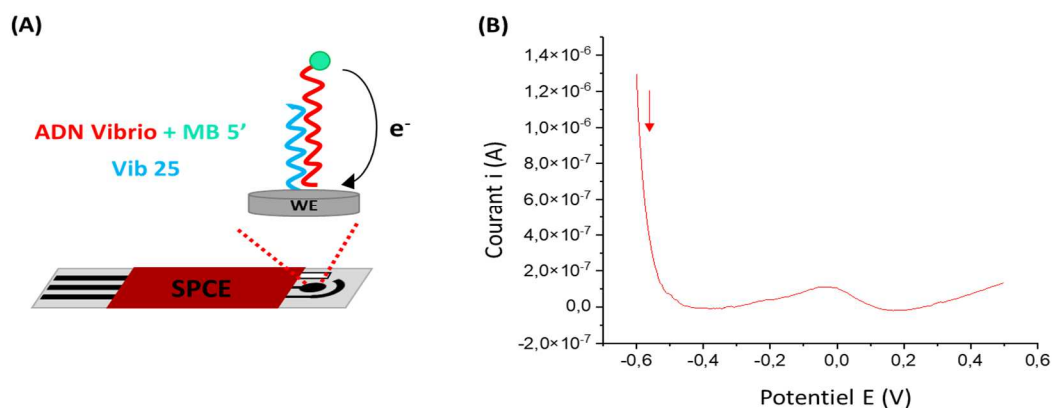 (A)
ADN Vibrio + MB 5’
Vib 25
e-
WE
SPCE
(B)
Courant i (A)
1,4×10⁻⁶
1,2×10⁻⁶
1,0×10⁻⁶
8,0×10⁻⁷
6,0×10⁻⁷
4,0×10⁻⁷
2,0×10⁻⁷
0,0
-2,0×10⁻⁷
-0,6 -0,4 -0,2 0,0 0,2 0,4 0,6
Potentiel E (V)